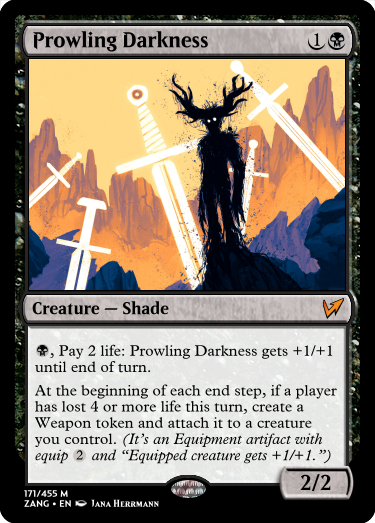 Prowling Darkness 1
Creature — Shade
, Pay 2 life: Prowling Darkness gets +1/+1
until end of turn.
At the beginning of each end step, if a player
has lost 4 or more life this turn, create a
Weapon token and attach it to a creature
you control. (It's an Equipment artifact with
equip 2 and “Equipped creature gets +1/+1.”)
2/2
171/455 M
ZANG • EN Jana Herrmann